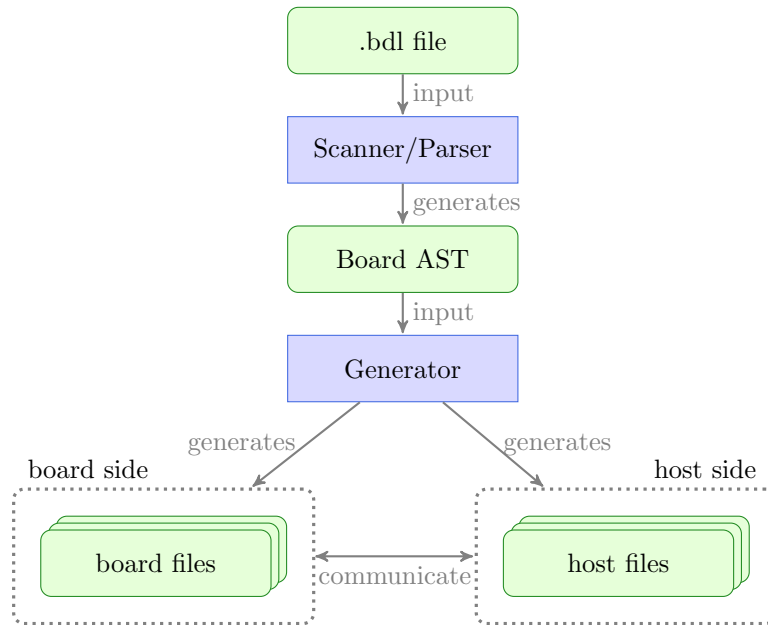 .bdl file
input
Scanner/Parser
generates
Board AST
input
Generator
generates
generates
board side
host side
board files
host files
communicate